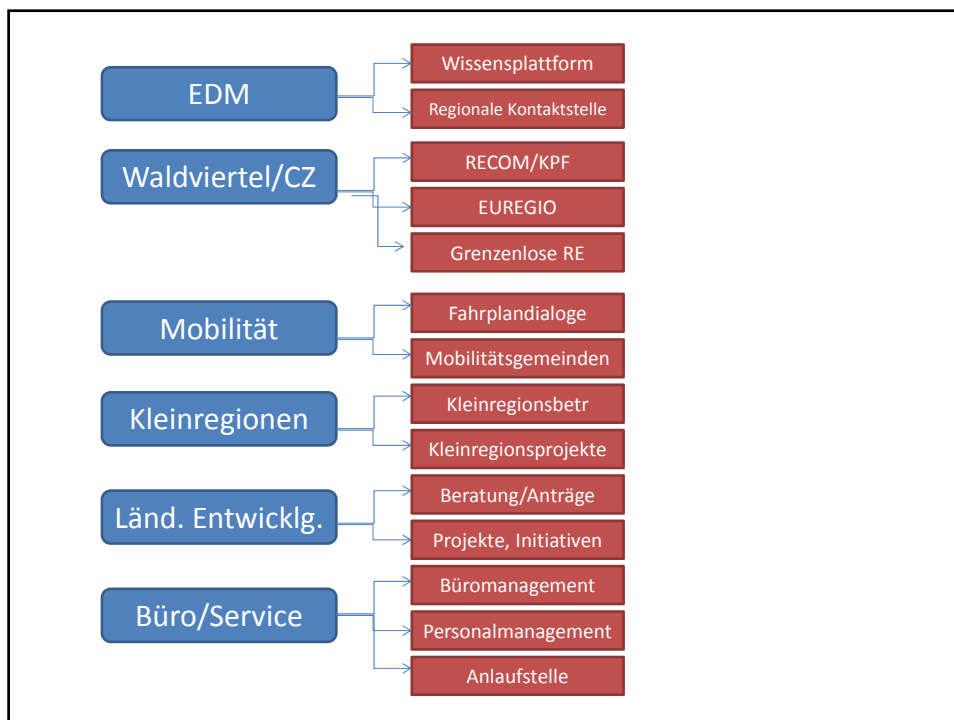 EDM
Wissensplattform
Regionale Kontaktstelle
Waldviertel/CZ
RECOM/KPF
EUREGIO
Grenzenlose RE
Mobilität
Fahrplandialoge
Mobilitätsgemeinden
Kleinregionen
Kleinregionsbetr
Kleinregionsprojekte
Länd. Entwicklg.
Beratung/Anträge
Projekte, Initiativen
Büro/Service
Büromanagement
Personalmanagement
Anlaufstelle